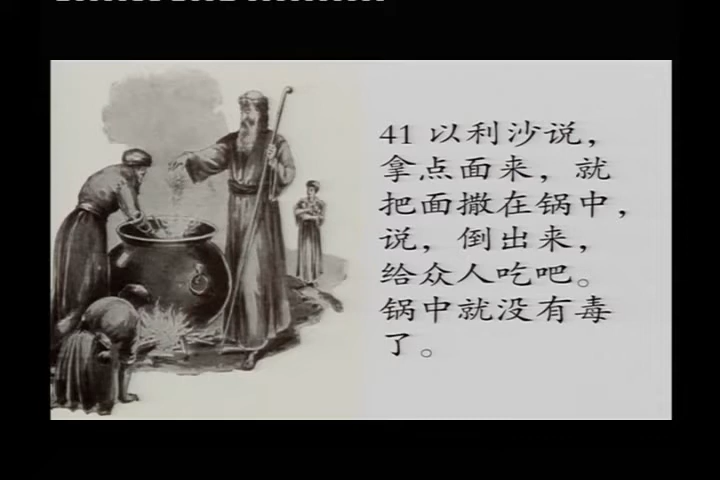 41 以利沙说，
拿点面来，就
把面撒在锅中，
说，倒出来，
给众人吃吧。
锅中就没有毒
了。